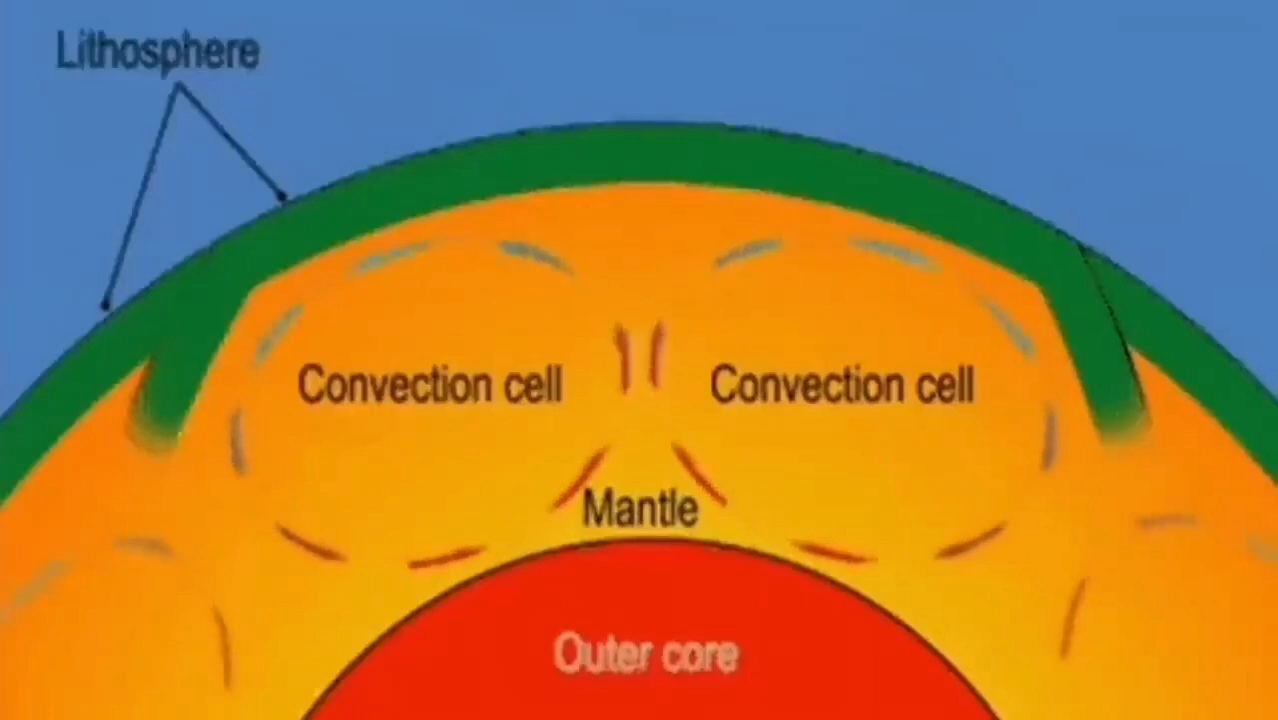 Lithosphere
Convection cell
Convection cell
Mantle
Outer core